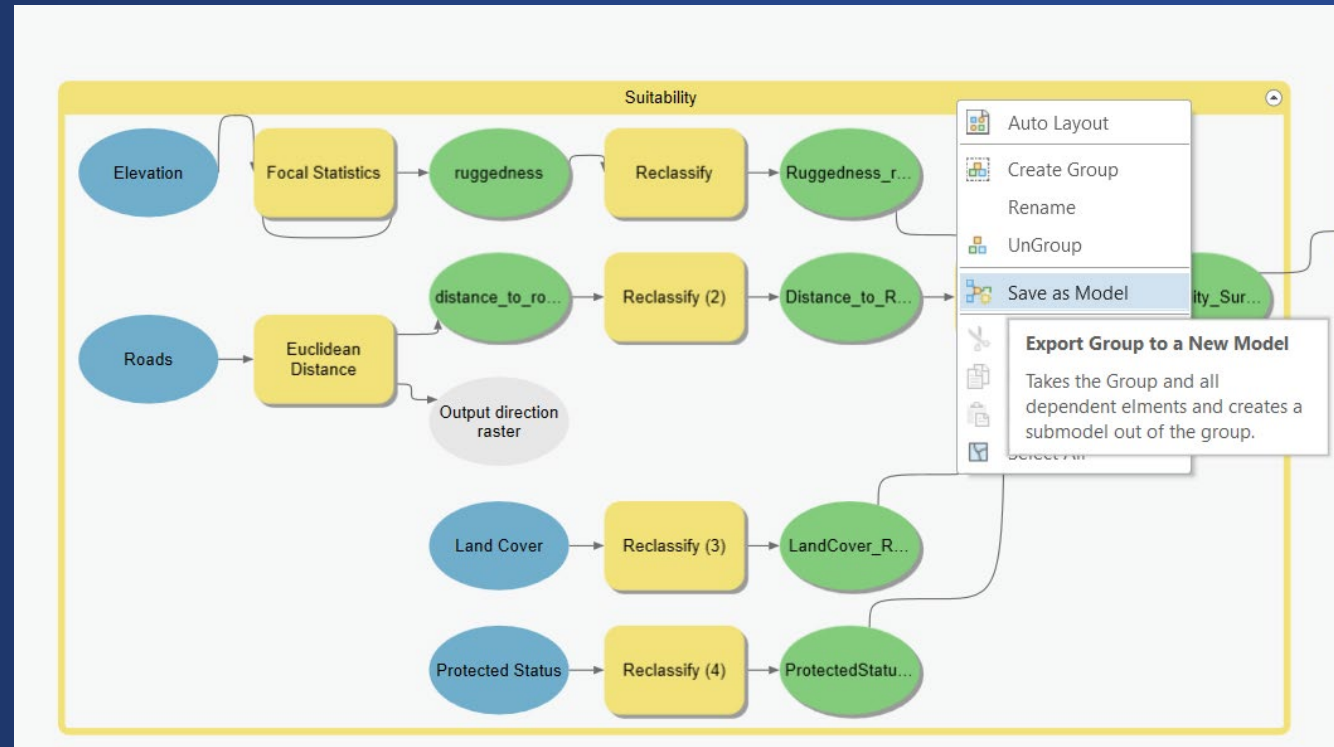 Suitability
Elevation
Focal Statistics
ruggedness
Reclassify
Ruggedness_r...
distance_to_ro...
Reclassify (2)
Distance_to_R...
ity_Sur...
Roads
Euclidean
Distance
Output direction
raster
Land Cover
Reclassify (3)
LandCover_R...
Protected Status
Reclassify (4)
ProtectedStatu...
Auto Layout
Create Group
Rename
UnGroup
Save as Model
Export Group to a New Model
Takes the Group and all
dependent elments and creates a
submodel out of the group.
Select All